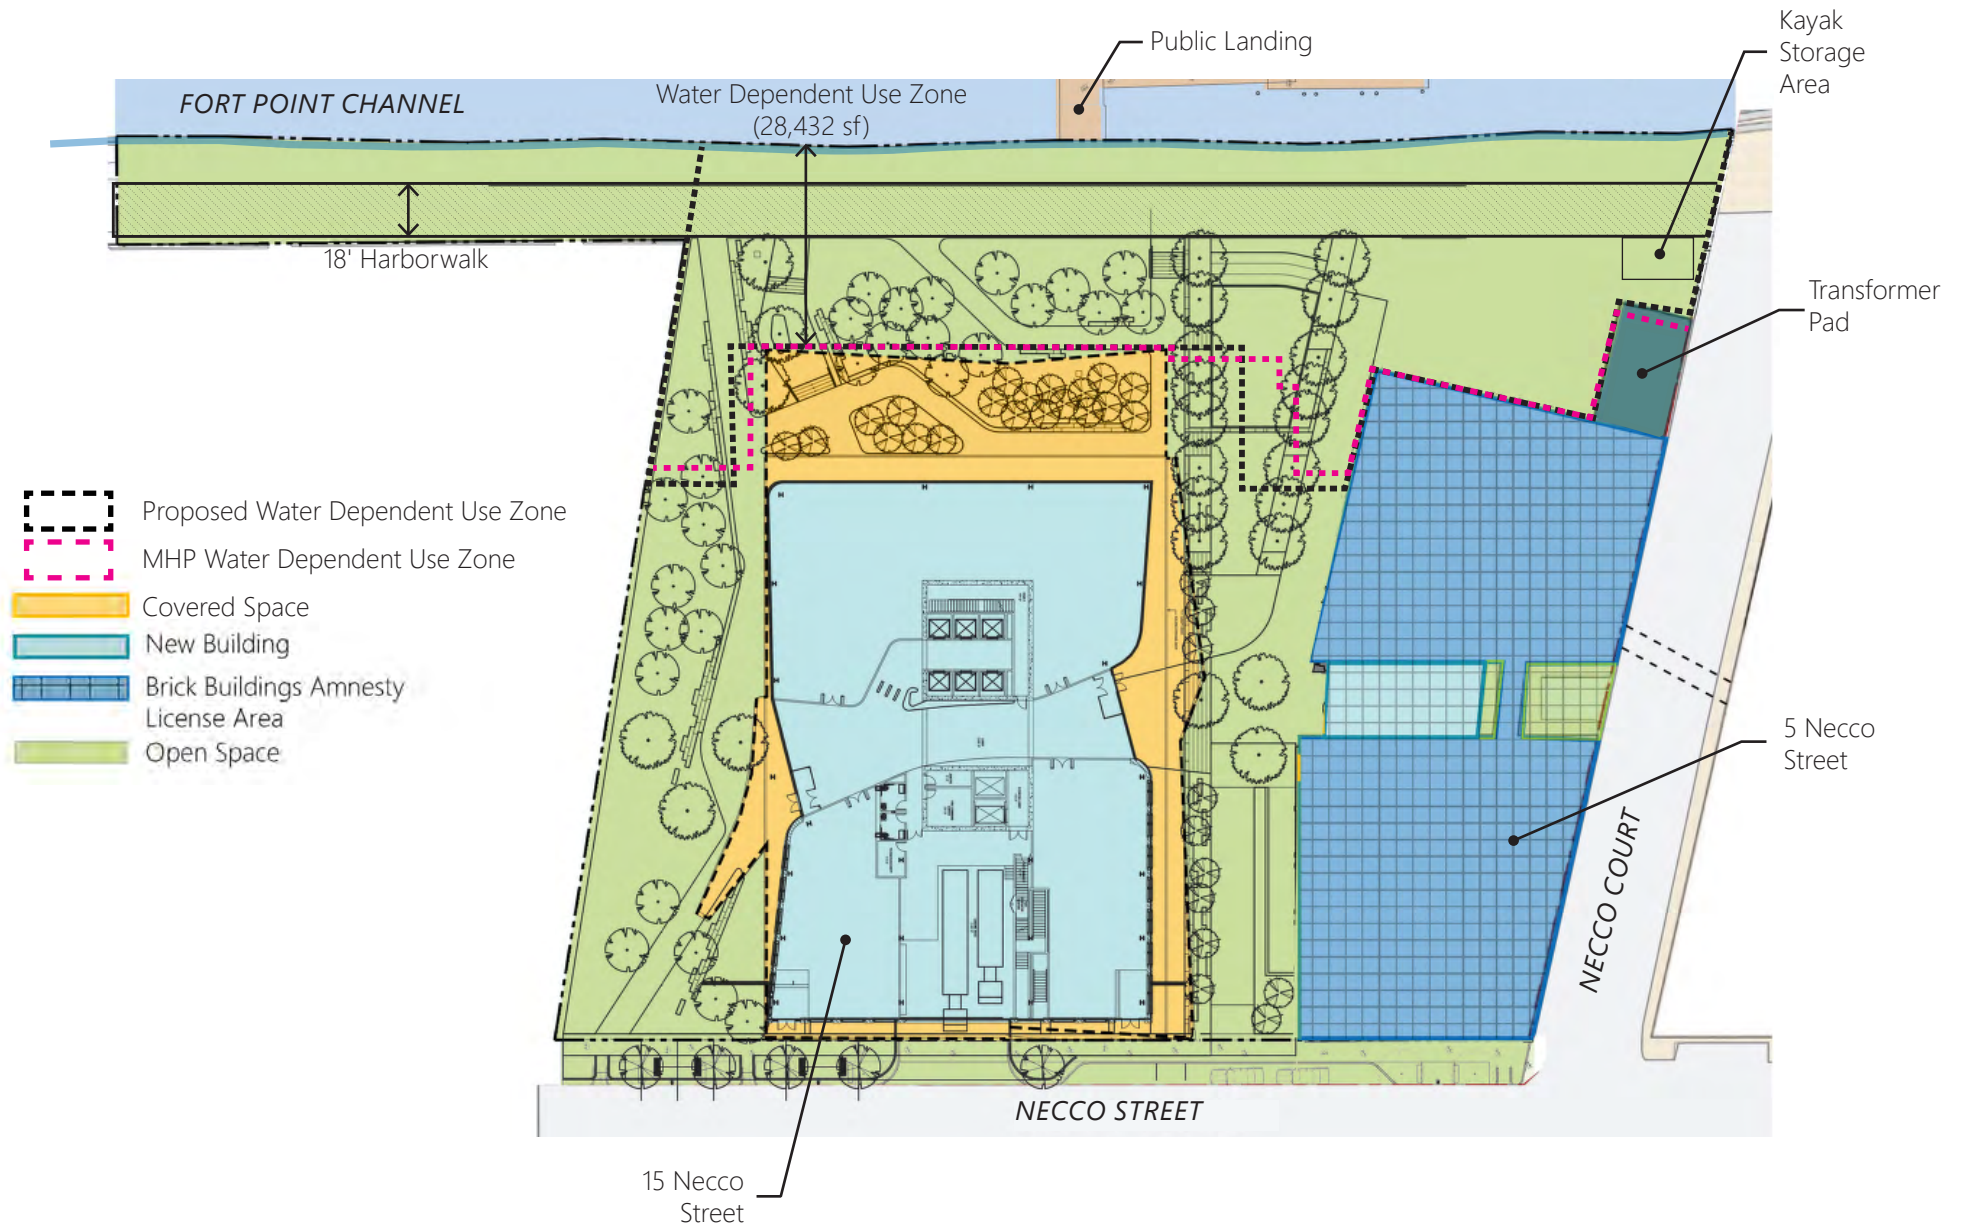 Public Landing
Kayak
Storage
Area
FORT POINT CHANNEL
Water Dependent Use Zone
(28,432 sf)
18' Harborwalk
Transformer
Pad
Proposed Water Dependent Use Zone
MHP Water Dependent Use Zone
Covered Space
New Building
Brick Buildings Amnesty
License Area
Open Space
5 Necco
Street
NECCO COURT
NECCO STREET
15 Necco
Street